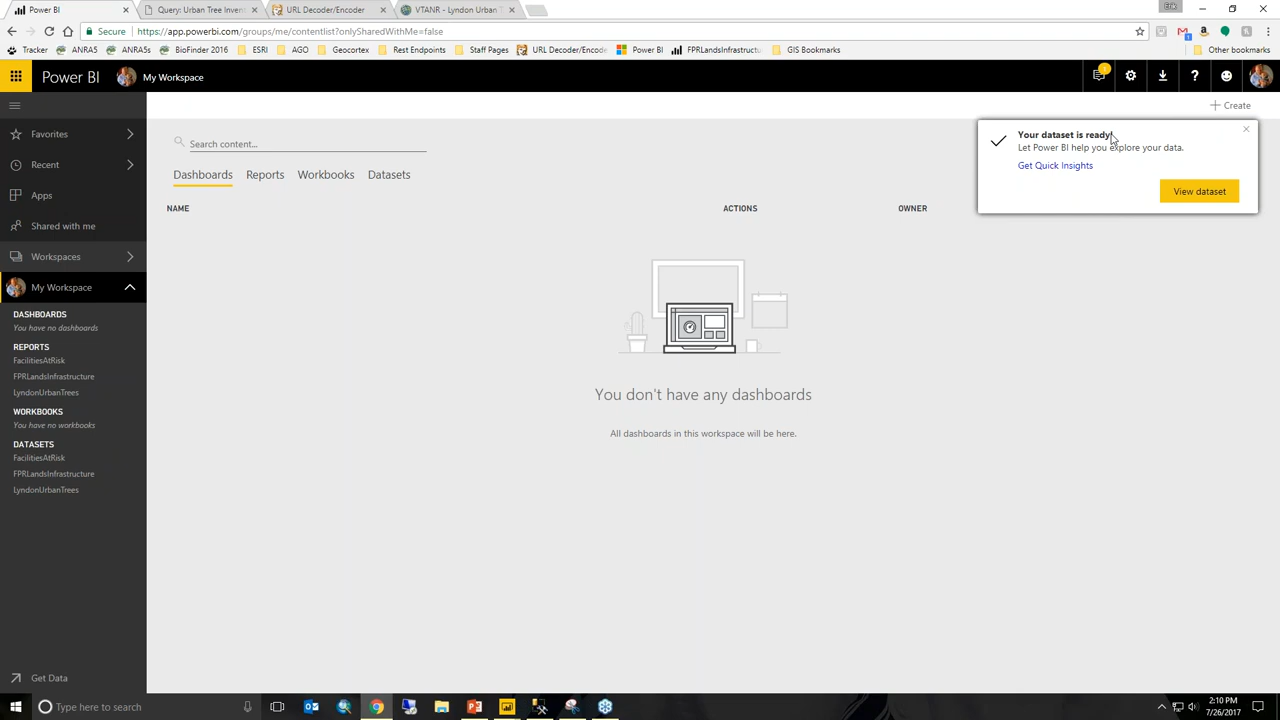 Power BI
Query: Urban Tree Inven
URL Decoder/Encoder
VTANR - Lyndon Urban T
Secure
https://app.powerbi.com/groups/me/contentlist?onlySharedWithMe=false
Tracker
ANRA5
ANRA5s
BioFinder 2016
ESRI
AGO
Geocortex
Rest Endpoints
Staff Pages
URL Decoder/Encode
Power BI
FPRLandsInfrastructu
GIS Bookmarks
Other bookmarks
Power BI
My Workspace
1
Create
Favorites
Recent
Apps
Shared with me
Workspaces
My Workspace
DASHBOARDS
You have no dashboards
REPORTS
FacilitiesAtRisk
FPRLandsInfrastructure
LyndonUrbanTrees
WORKBOOKS
You have no workbooks
DATASETS
FacilitiesAtRisk
FPRLandsInfrastructure
LyndonUrbanTrees
Get Data
Search content...
Dashboards
Reports
Workbooks
Datasets
NAME
ACTIONS
OWNER
Your dataset is ready!
Let Power BI help you explore your data.
Get Quick Insights
View dataset
You don't have any dashboards
All dashboards in this workspace will be here.
Type here to search
2:10 PM
7/26/2017